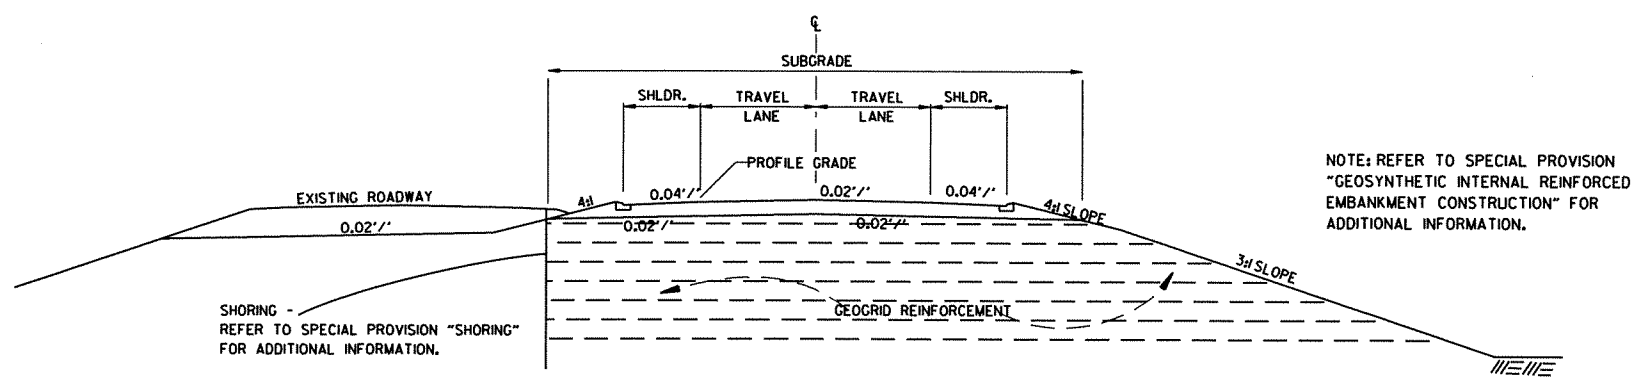 ℄
SUBGRADE
SHLDR.
TRAVEL
LANE
TRAVEL
LANE
SHLDR.
PROFILE GRADE
NOTE: REFER TO SPECIAL PROVISION
"GEOSYNTHETIC INTERNAL REINFORCED
EMBANKMENT CONSTRUCTION" FOR
ADDITIONAL INFORMATION.
EXISTING ROADWAY
4:1
0.04'/'
0.02'/'
0.04'/'
4:1 SLOPE
0.02'/'
0.02'/'
0.02'/'
3:1 SLOPE
SHORING -
REFER TO SPECIAL PROVISION "SHORING"
FOR ADDITIONAL INFORMATION.
GEOGRID REINFORCEMENT